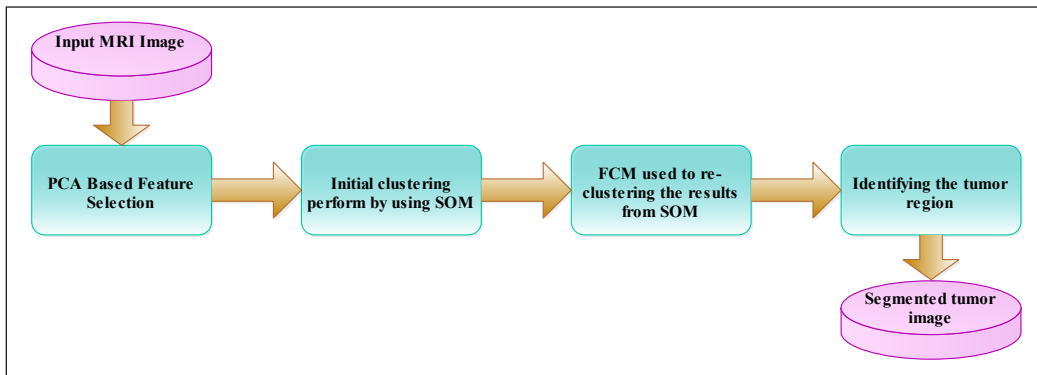 Input MRI Image
PCA Based Feature
Selection
Initial clustering
perform by using SOM
FCM used to re-
clustering the results
from SOM
Identifying the tumor
region
Segmented tumor
image